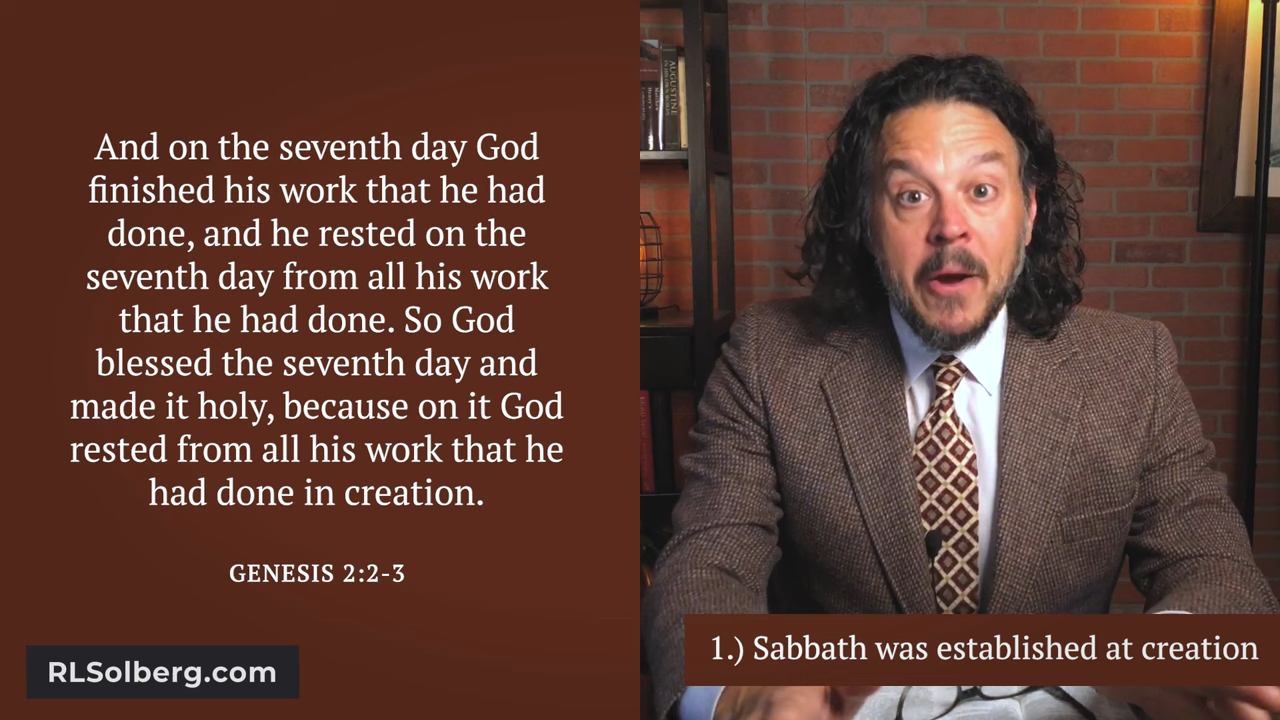 And on the seventh day God
finished his work that he had
done, and he rested on the
seventh day from all his work
that he had done. So God
blessed the seventh day and
made it holy, because on it God
rested from all his work that he
had done in creation.
GENESIS 2:2-3
RLSolberg.com
AUGUSTINE
1.) Sabbath was established at creation